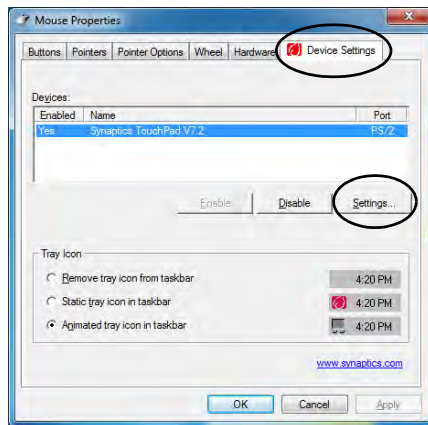 Mouse Properties
Buttons Pointers Pointer Options Wheel Hardware Device Settings
Devices:
Enabled Name Port
Yes Synaptics TouchPad V7.2 PS/2
Enable Disable Settings...
Tray Icon
Remove tray icon from taskbar 4:20 PM
Static tray icon in taskbar 4:20 PM
Animated tray icon in taskbar 4:20 PM
www.synaptics.com
OK Cancel Apply